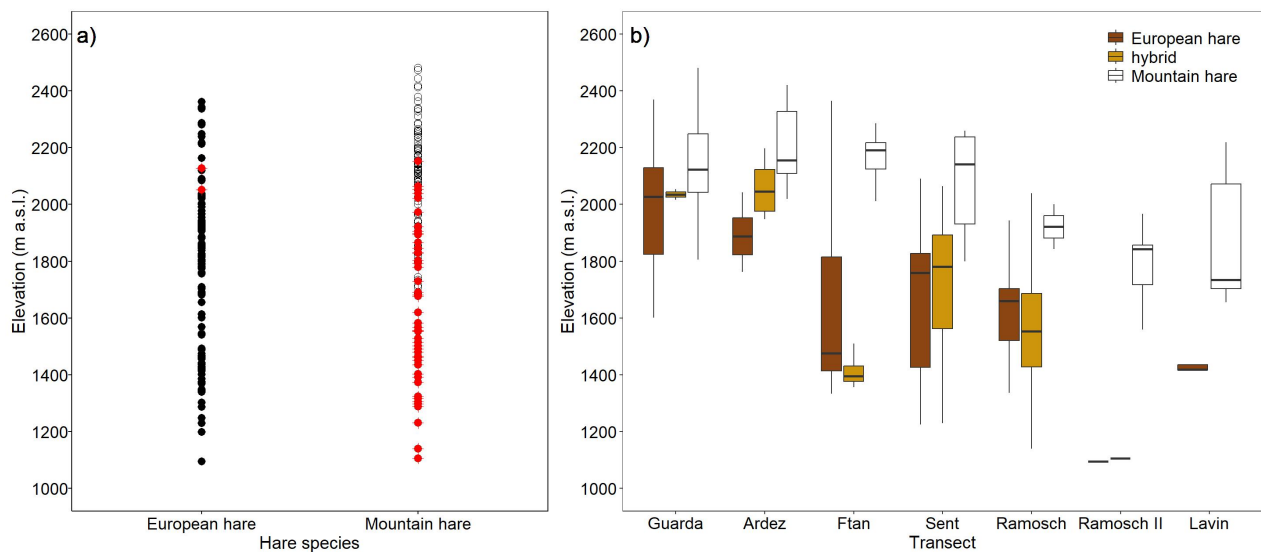 a)
2600
2400
2200
2000
1800
1600
1400
1200
1000
Elevation (m a.s.l.)
European hare
Mountain hare
Hare species
b)
European hare
hybrid
Mountain hare
2600
2400
2200
2000
1800
1600
1400
1200
1000
Elevation (m a.s.l.)
Guarda
Ardez
Ftan
Sent
Ramosch
Ramosch II
Lavin
Transect